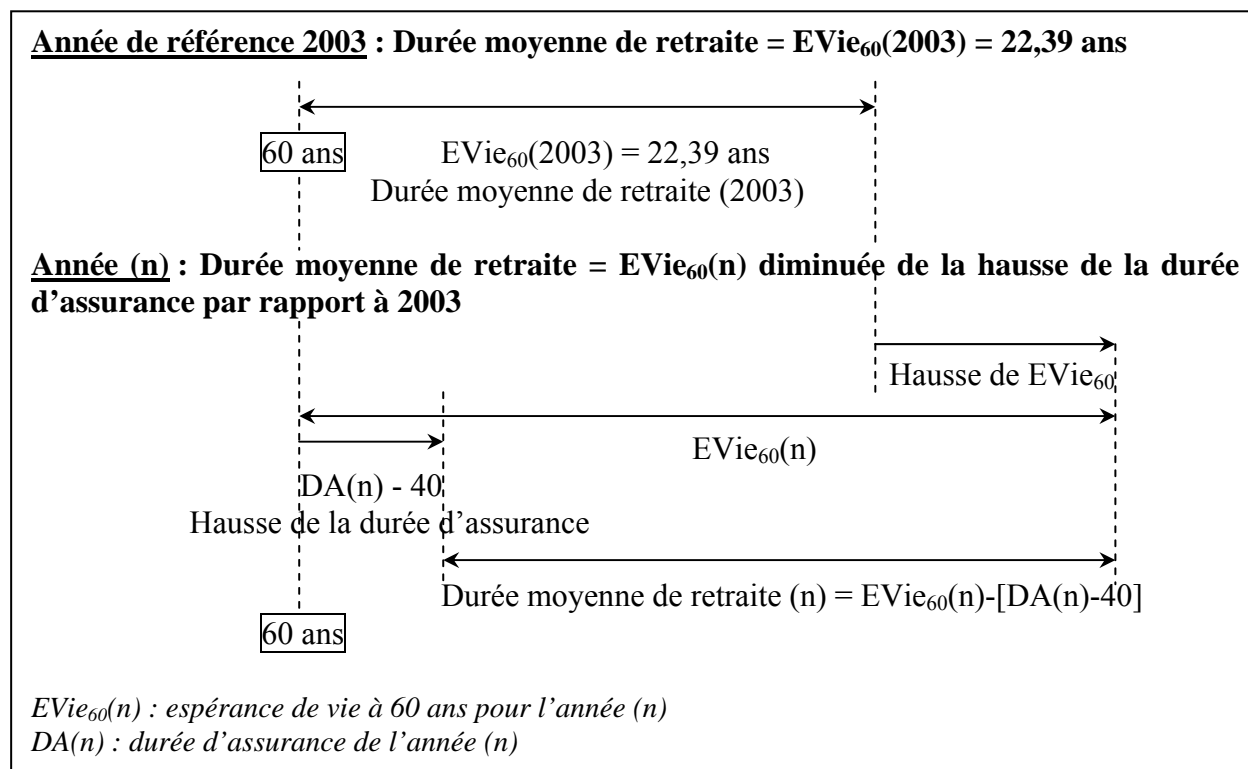 Année de référence 2003 : Durée moyenne de retraite = EVie₆₀(2003) = 22,39 ans
60 ans
EVie₆₀(2003) = 22,39 ans
Durée moyenne de retraite (2003)
Année (n) : Durée moyenne de retraite = EVie₆₀(n) diminuée de la hausse de la durée
d’assurance par rapport à 2003
Hausse de EVie₆₀
EVie₆₀(n)
DA(n) - 40
Hausse de la durée d’assurance
Durée moyenne de retraite (n) = EVie₆₀(n)-[DA(n)-40]
60 ans
EVie₆₀(n) : espérance de vie à 60 ans pour l’année (n)
DA(n) : durée d’assurance de l’année (n)